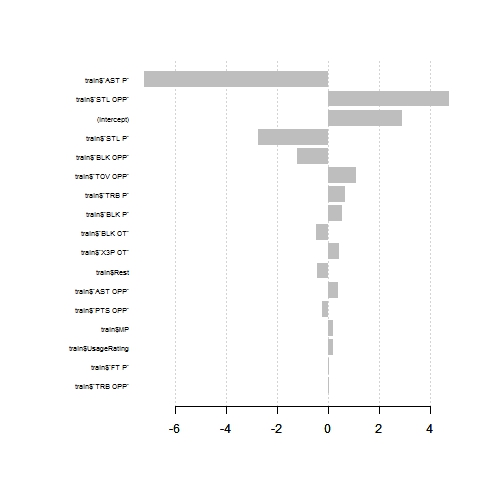 train$`AST P`
train$`STL OPP`
(Intercept)
train$`STL P`
train$`BLK OPP`
train$`TOV OPP`
train$`TRB P`
train$`BLK P`
train$`BLK OT`
train$`X3P OT`
train$Rest
train$`AST OPP`
train$`PTS OPP`
train$MP
train$UsageRating
train$`FT P`
train$`TRB OPP`
-6 -4 -2 0 2 4